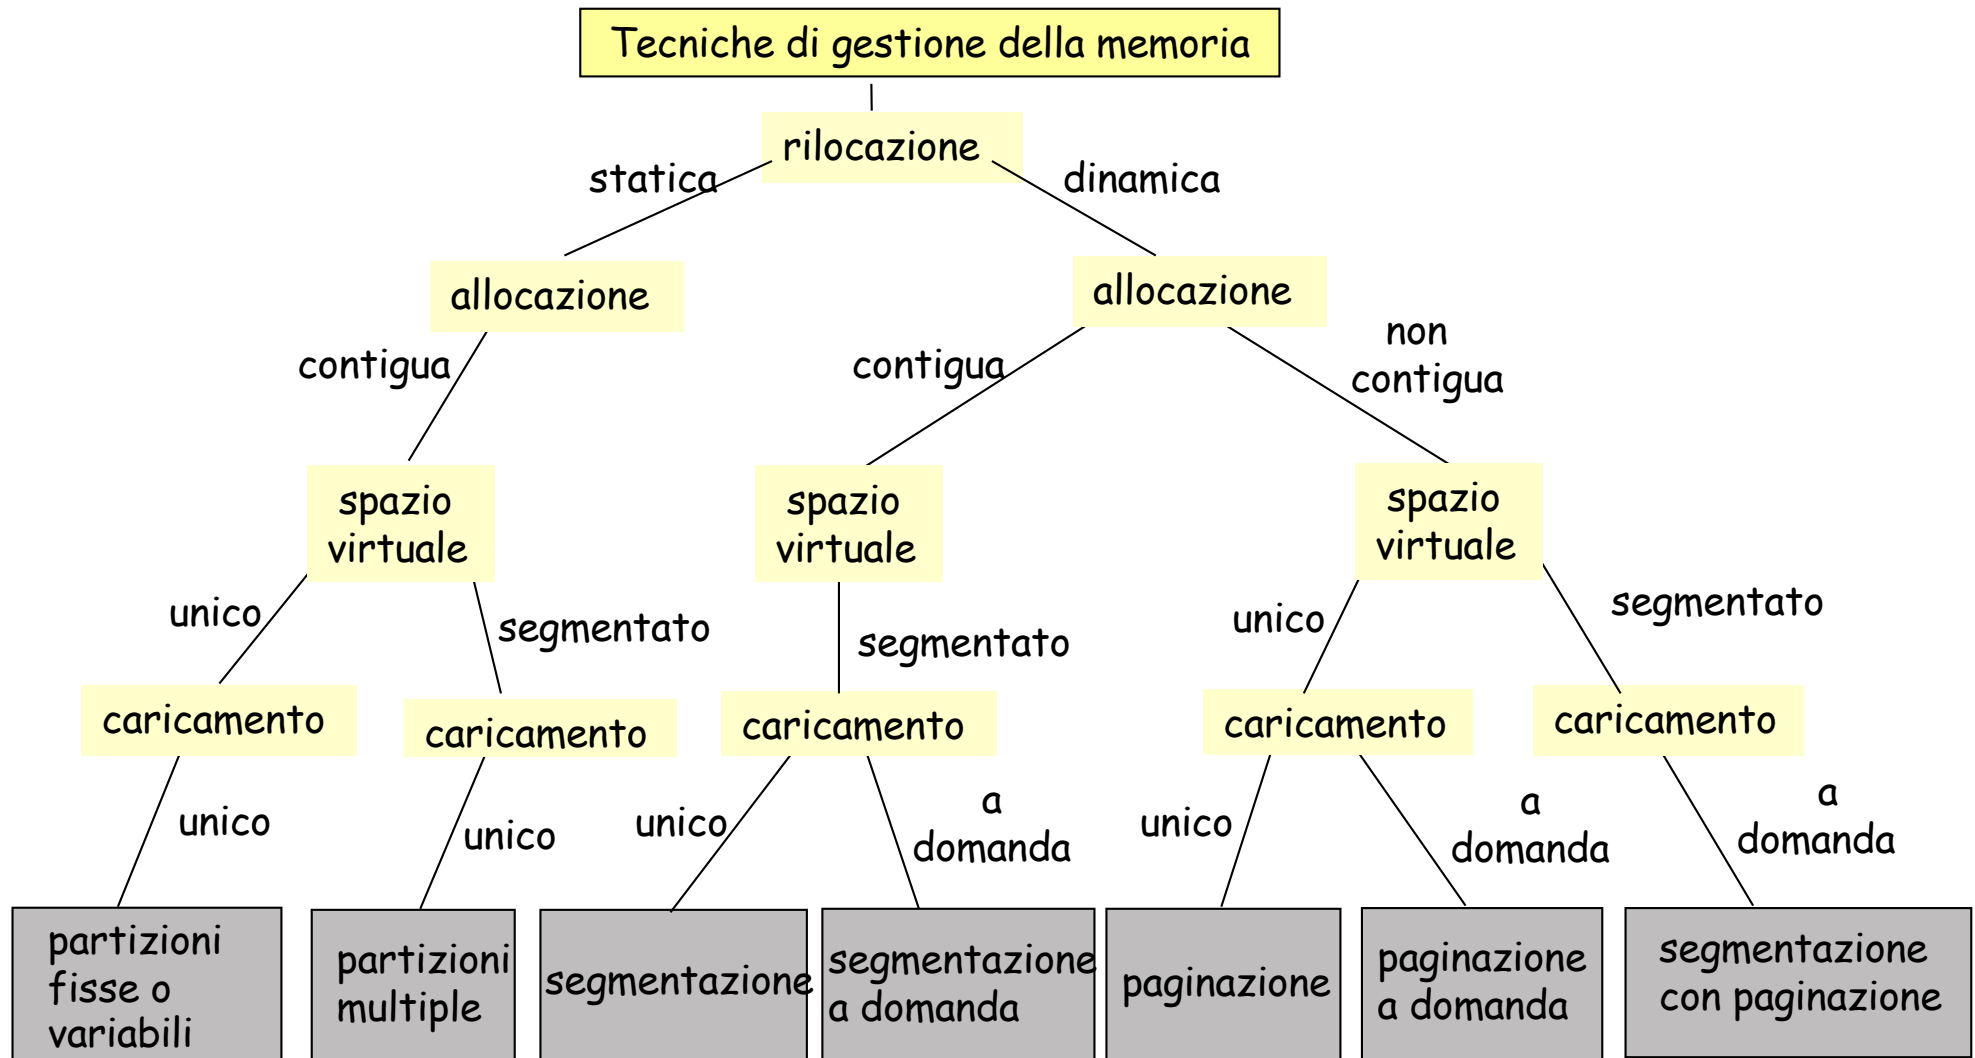 Tecniche di gestione della memoria
rilocazione
statica
dinamica
allocazione
allocazione
contigua
contigua
non
contigua
spazio
virtuale
spazio
virtuale
spazio
virtuale
unico
segmentato
segmentato
unico
segmentato
caricamento
caricamento
caricamento
caricamento
caricamento
unico
unico
unico
a
domanda
unico
a
domanda
a
domanda
partizioni
fisse o
variabili
partizioni
multiple
segmentazione
segmentazione
a domanda
paginazione
paginazione
a domanda
segmentazione
con paginazione